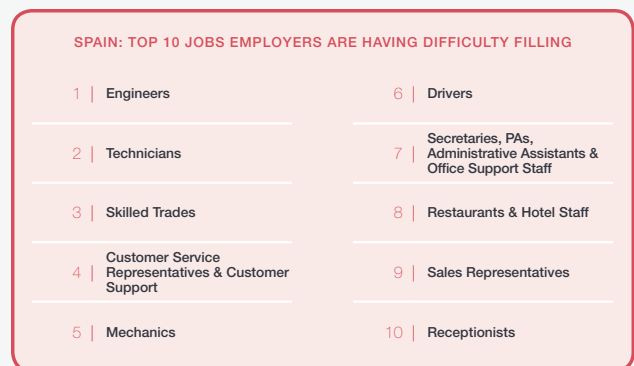 SPAIN: TOP 10 JOBS EMPLOYERS ARE HAVING DIFFICULTY FILLING
1 | Engineers
2 | Technicians
3 | Skilled Trades
4 | Customer Service
Representatives & Customer
Support
5 | Mechanics
6 | Drivers
7 | Secretaries, PAs,
Administrative Assistants &
Office Support Staff
8 | Restaurants & Hotel Staff
9 | Sales Representatives
10 | Receptionists